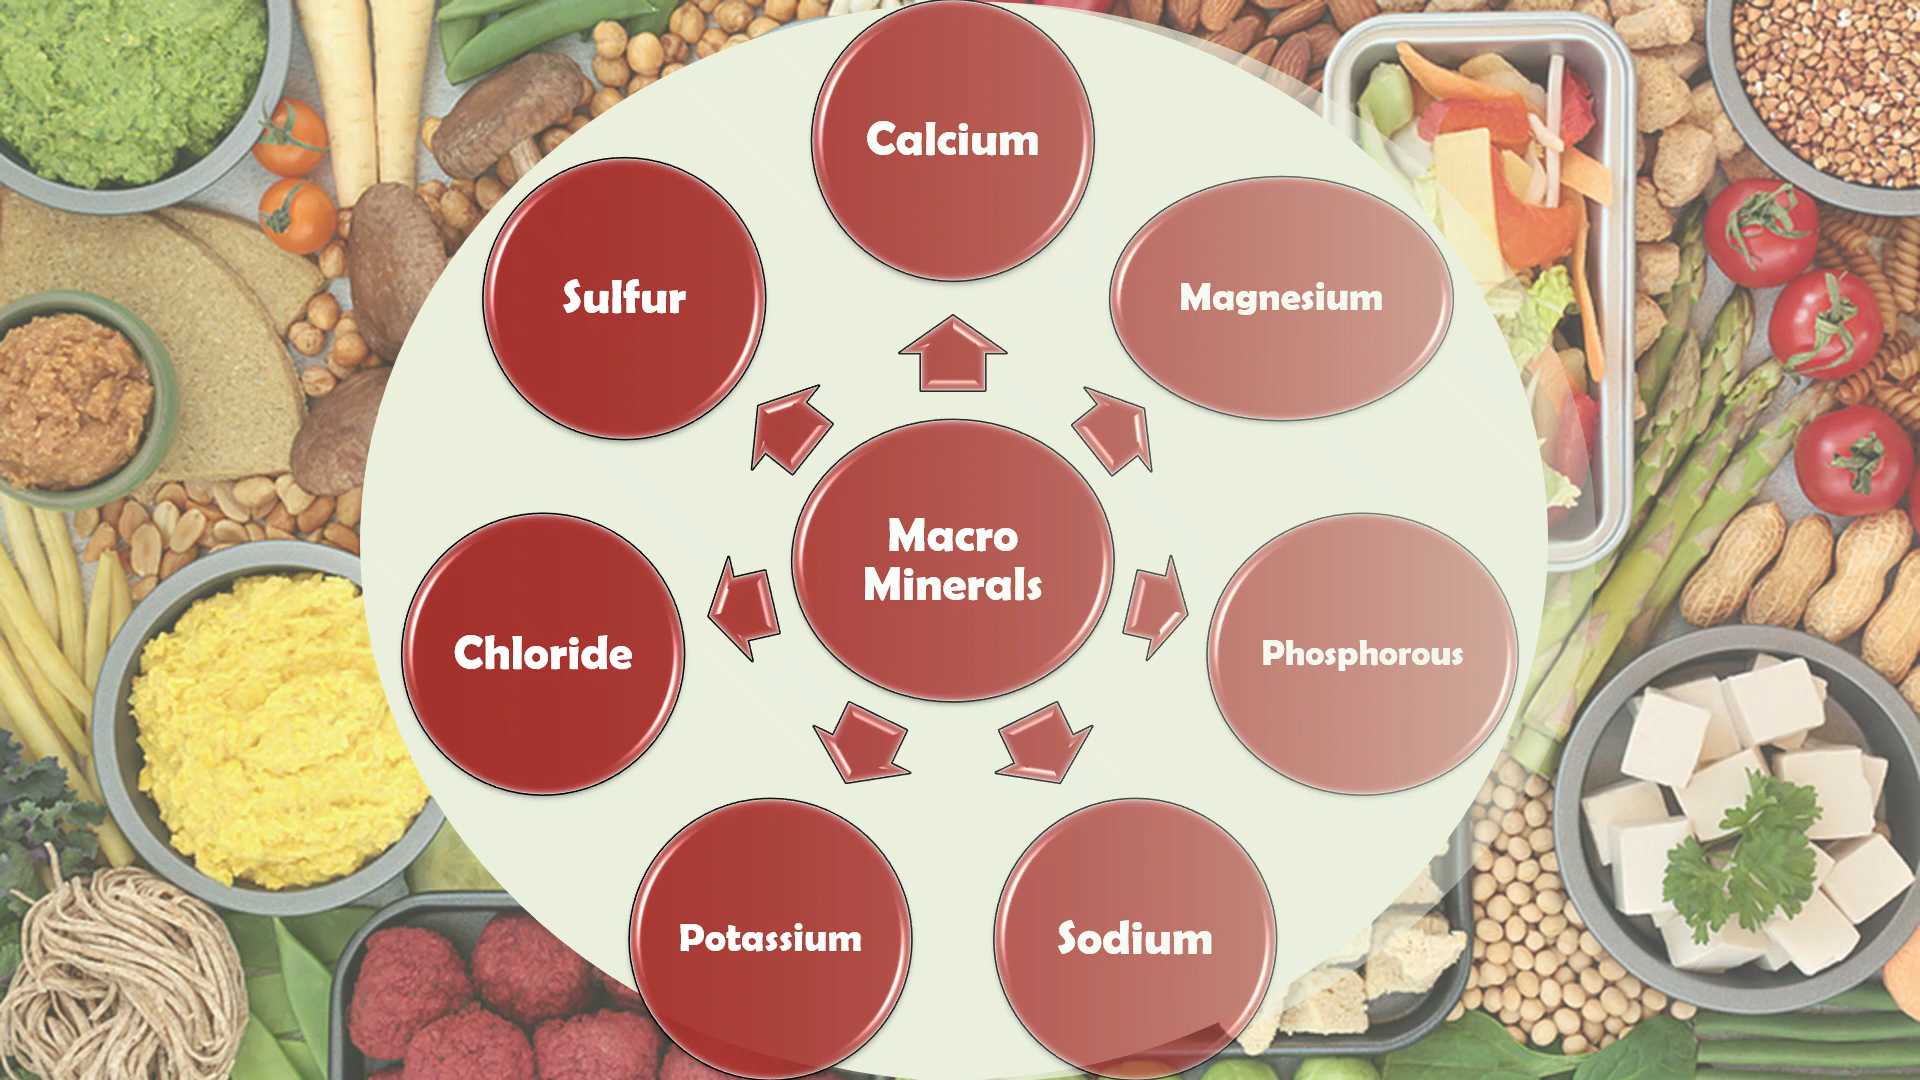 Calcium
Sulfur
Magnesium
Macro
Minerals
Chloride
Phosphorous
Potassium
Sodium